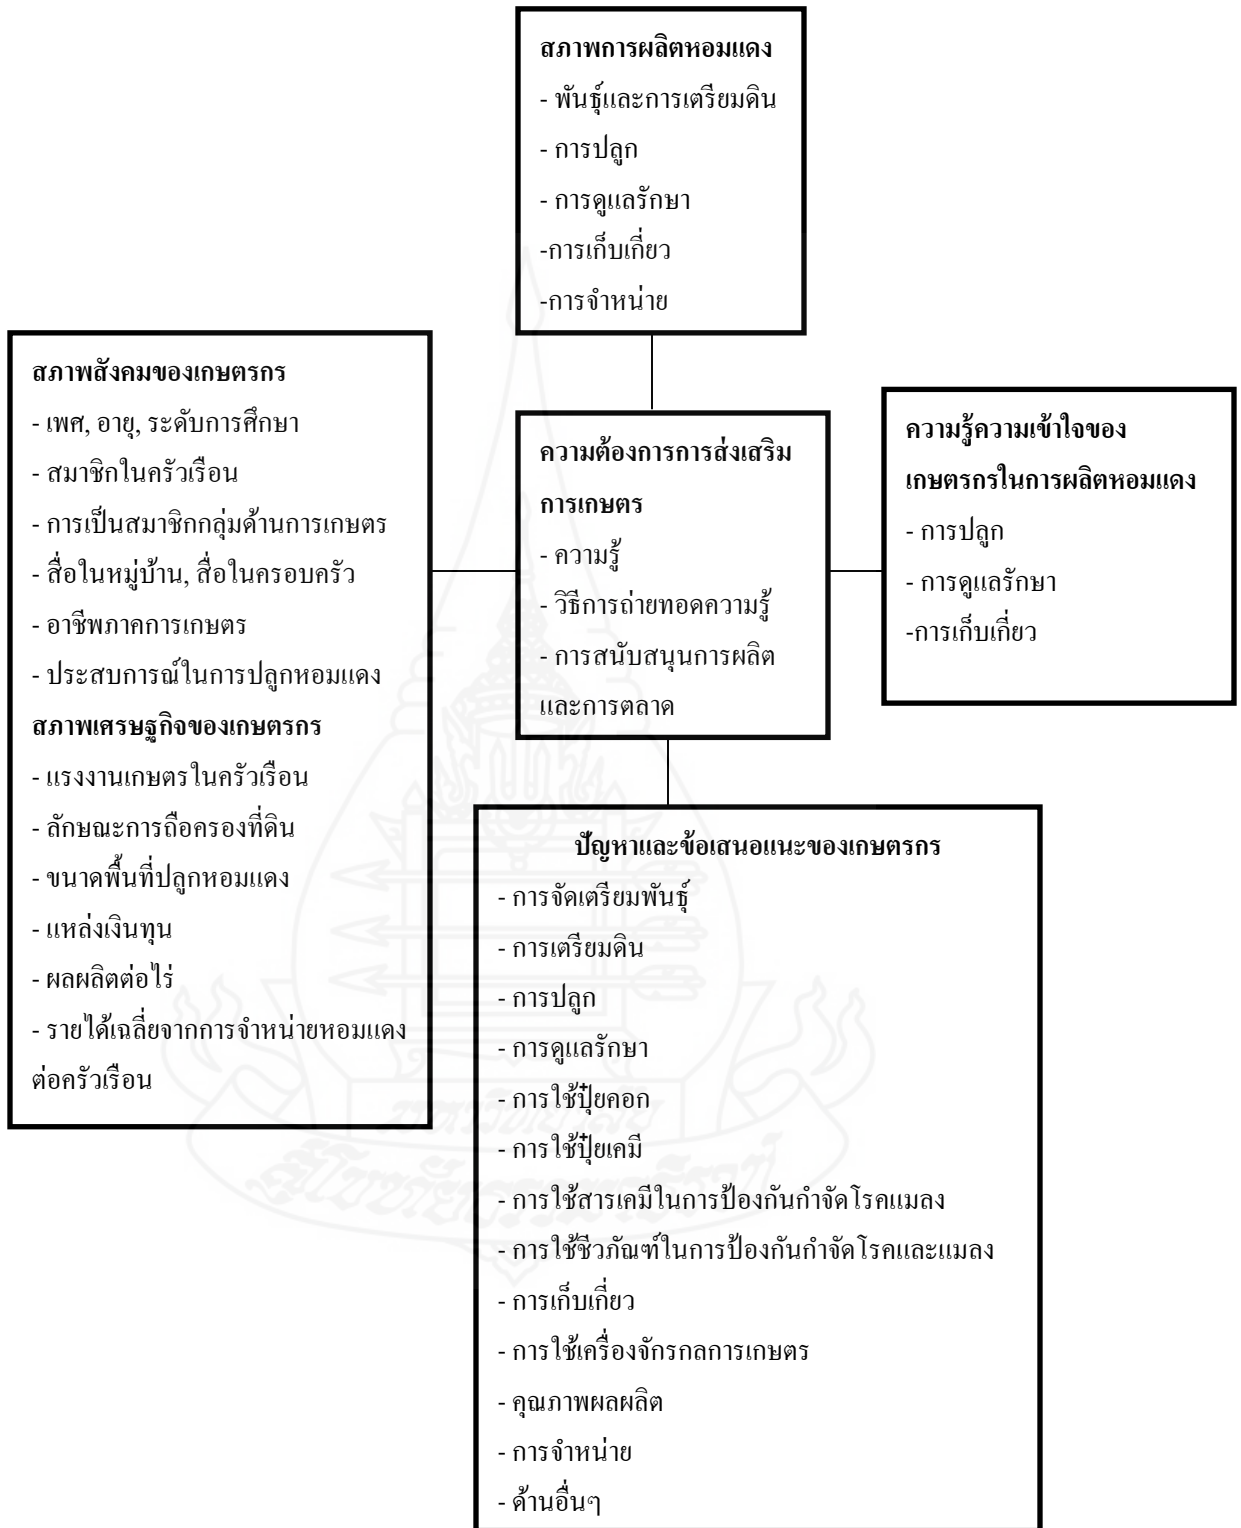 สภาพการผลิตหอมแดง
- พันธุ์และการเตรียมดิน
- การปลูก
- การดูแลรักษา
-การเก็บเกี่ยว
-การจำหน่าย
สภาพสังคมของเกษตรกร
- เพศ, อายุ, ระดับการศึกษา
- สมาชิกในครัวเรือน
- การเป็นสมาชิกกลุ่มด้านการเกษตร
- สื่อในหมู่บ้าน, สื่อในครอบครัว
- อาชีพภาคการเกษตร
- ประสบการณ์ในการปลูกหอมแดง
สภาพเศรษฐกิจของเกษตรกร
- แรงงานเกษตรในครัวเรือน
- ลักษณะการถือครองที่ดิน
- ขนาดพื้นที่ปลูกหอมแดง
- แหล่งเงินทุน
- ผลผลิตต่อไร่
- รายได้เฉลี่ยจากการจำหน่ายหอมแดง
ต่อครัวเรือน
ความต้องการการส่งเสริม
การเกษตร
- ความรู้
- วิธีการถ่ายทอดความรู้
- การสนับสนุนการผลิต
และการตลาด
ความรู้ความเข้าใจของ
เกษตรกรในการผลิตหอมแดง
- การปลูก
- การดูแลรักษา
-การเก็บเกี่ยว
ปัญหาและข้อเสนอแนะของเกษตรกร
- การจัดเตรียมพันธุ์
- การเตรียมดิน
- การปลูก
- การดูแลรักษา
- การใช้ปุ๋ยคอก
- การใช้ปุ๋ยเคมี
- การใช้สารเคมีในการป้องกันกำจัดโรคแมลง
- การใช้ชีวภัณฑ์ในการป้องกันกำจัดโรคและแมลง
- การเก็บเกี่ยว
- การใช้เครื่องจักรกลการเกษตร
- คุณภาพผลผลิต
- การจำหน่าย
- ด้านอื่นๆ
มหาวิทยาลัย
สุโขทัยธรรมาธิราช